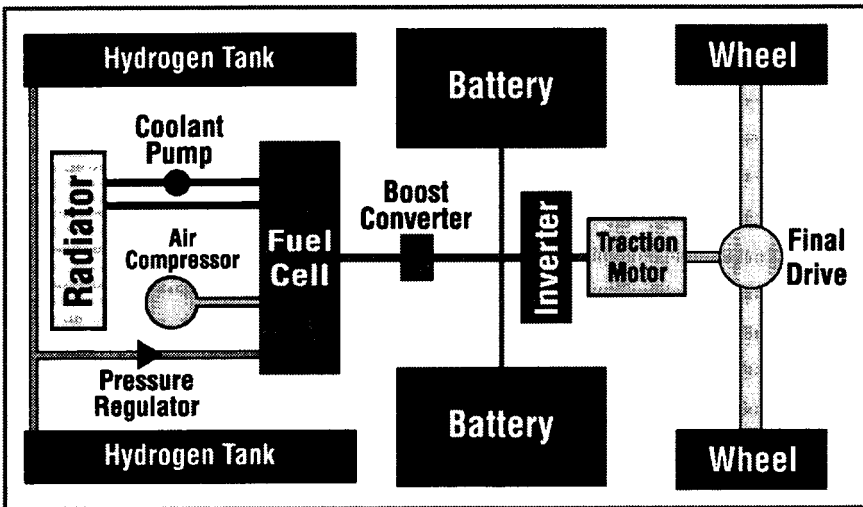 Hydrogen Tank
Battery
Wheel
Coolant
Pump
Radiator
Air
Compressor
Fuel
Cell
Boost
Converter
Inverter
Traction
Motor
Final
Drive
Pressure
Regulator
Hydrogen Tank
Battery
Wheel